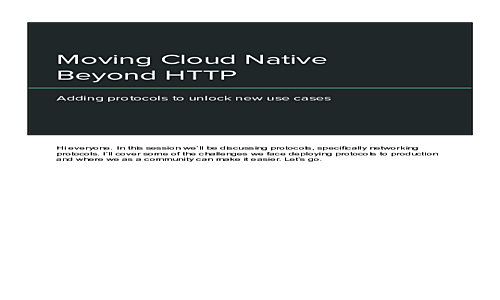 Moving Cloud Native
Beyond HTTP
Adding protocols to unlock new use cases
Hi everyone. In this session we'll be discussing protocols, specifically networking
protocols. I'll cover some of the challenges we face deploying protocols to production
and where we as a community can make it easier. Let's go.